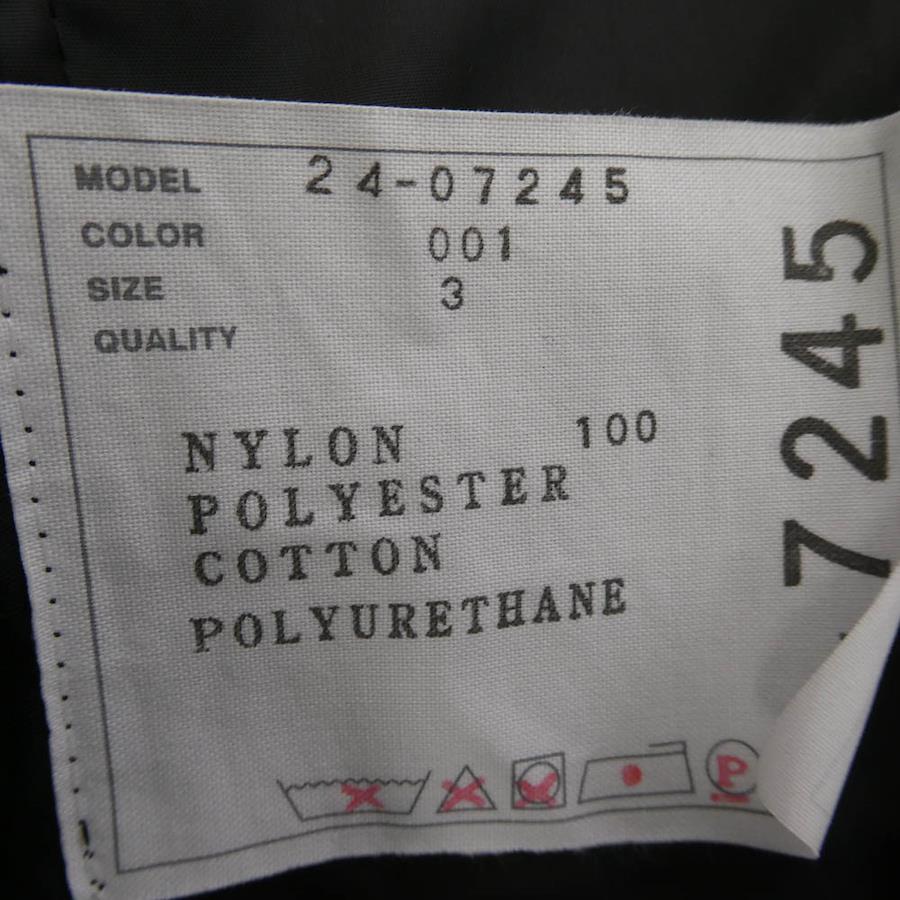 MODEL 24-07245
COLOR 001
SIZE 3
QUALITY
NYLON 100
POLYESTER
COTTON
POLYURETHANE
P
7245